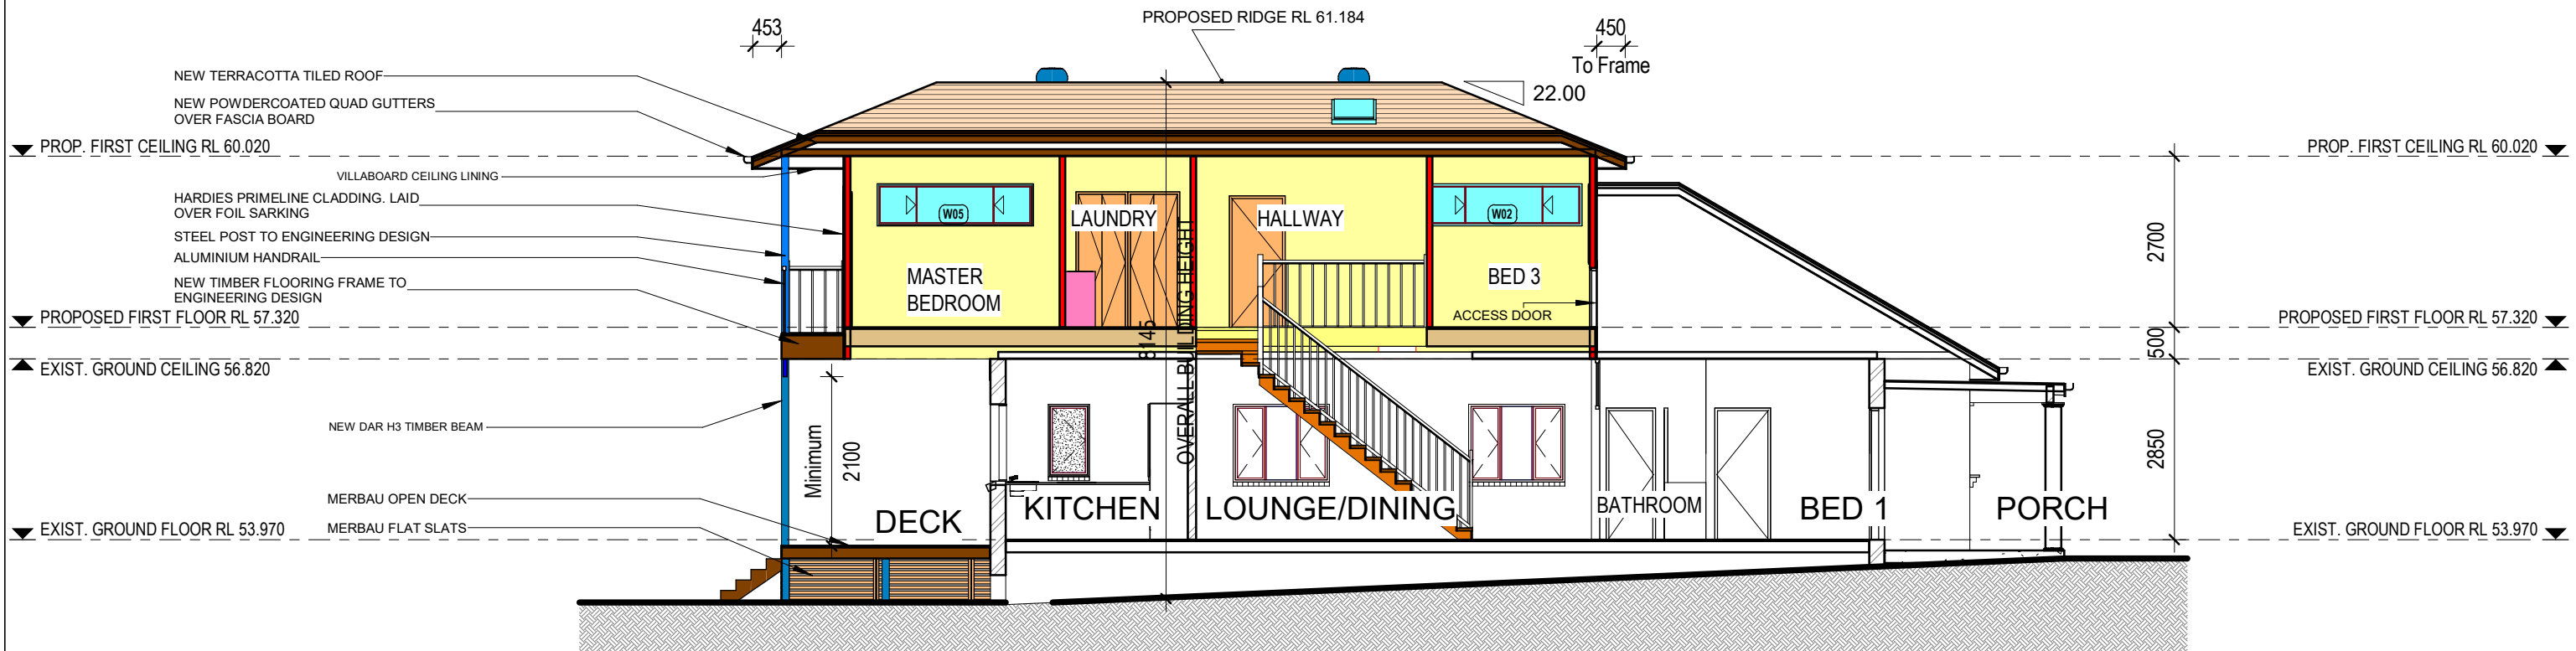 PROPOSED RIDGE RL 61.184
453
450
To Frame
22.00
NEW TERRACOTTA TILED ROOF
NEW POWDERCOATED QUAD GUTTERS
OVER FASCIA BOARD
PROP. FIRST CEILING RL 60.020
PROP. FIRST CEILING RL 60.020
VILLABOARD CEILING LINING
HARDIES PRIMELINE CLADDING. LAID
OVER FOIL SARKING
STEEL POST TO ENGINEERING DESIGN
ALUMINIUM HANDRAIL
NEW TIMBER FLOORING FRAME TO
ENGINEERING DESIGN
W05
LAUNDRY
HALLWAY
W02
MASTER
BEDROOM
BED 3
ACCESS DOOR
2700
PROPOSED FIRST FLOOR RL 57.320
PROPOSED FIRST FLOOR RL 57.320
500
EXIST. GROUND CEILING 56.820
EXIST. GROUND CEILING 56.820
8145
OVERALL BUILDING HEIGHT
NEW DAR H3 TIMBER BEAM
Minimum
2100
2850
MERBAU OPEN DECK
MERBAU FLAT SLATS
DECK
KITCHEN
LOUNGE/DINING
BATHROOM
BED 1
PORCH
EXIST. GROUND FLOOR RL 53.970
EXIST. GROUND FLOOR RL 53.970